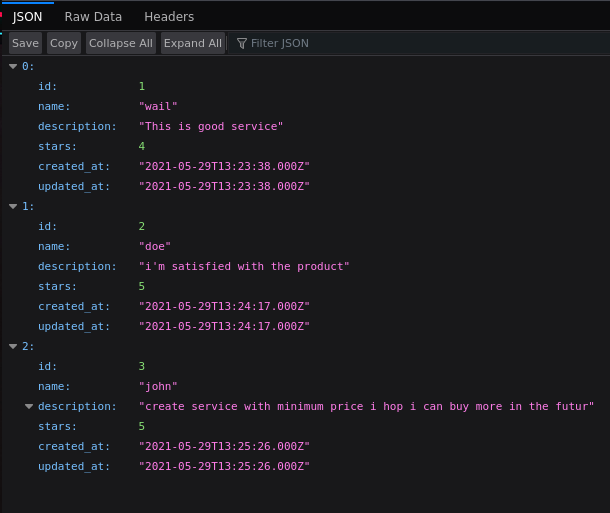 JSON Raw Data Headers
Save Copy Collapse All Expand All Filter JSON
0:
id: 1
name: "wail"
description: "This is good service"
stars: 4
created_at: "2021-05-29T13:23:38.000Z"
updated_at: "2021-05-29T13:23:38.000Z"
1:
id: 2
name: "doe"
description: "i'm satisfied with the product"
stars: 5
created_at: "2021-05-29T13:24:17.000Z"
updated_at: "2021-05-29T13:24:17.000Z"
2:
id: 3
name: "john"
description: "create service with minimum price i hop i can buy more in the futur"
stars: 5
created_at: "2021-05-29T13:25:26.000Z"
updated_at: "2021-05-29T13:25:26.000Z"